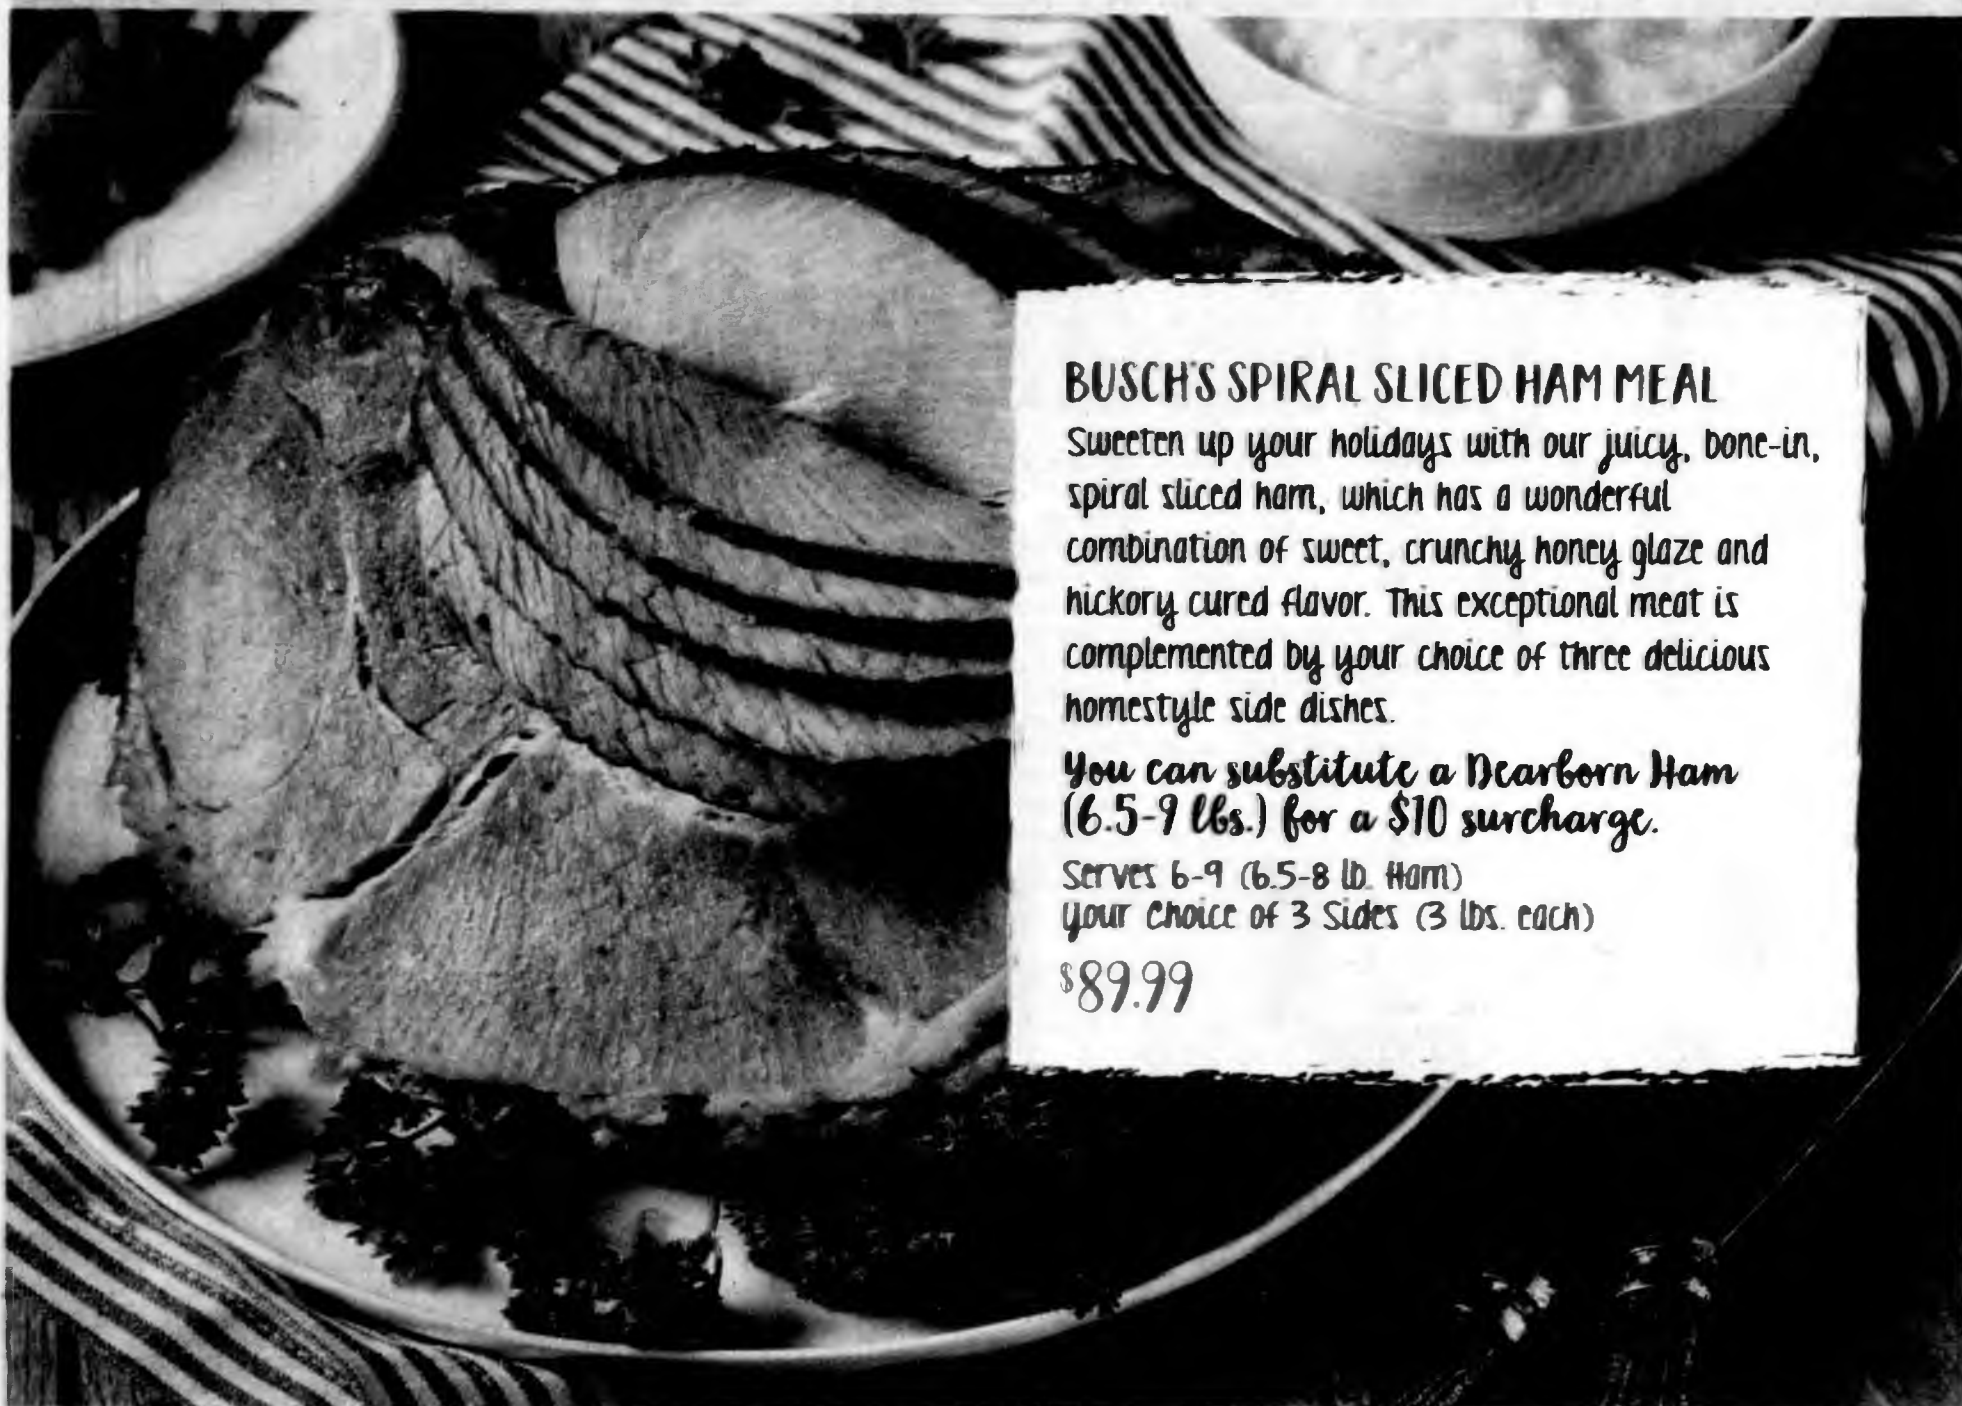 BUSCH'S SPIRAL SLICED HAM MEAL
Sweeten up your holidays with our juicy, bone-in,
spiral sliced ham, which has a wonderful
combination of sweet, crunchy honey glaze and
hickory cured flavor. This exceptional meat is
complemented by your choice of three delicious
homestyle side dishes.
You can substitute a Dearborn Ham
(6.5-9 lbs.) for a $10 surcharge.
Serves 6-9 (6.5-8 lb. Ham)
Your Choice of 3 Sides (3 lbs. each)
$89.99